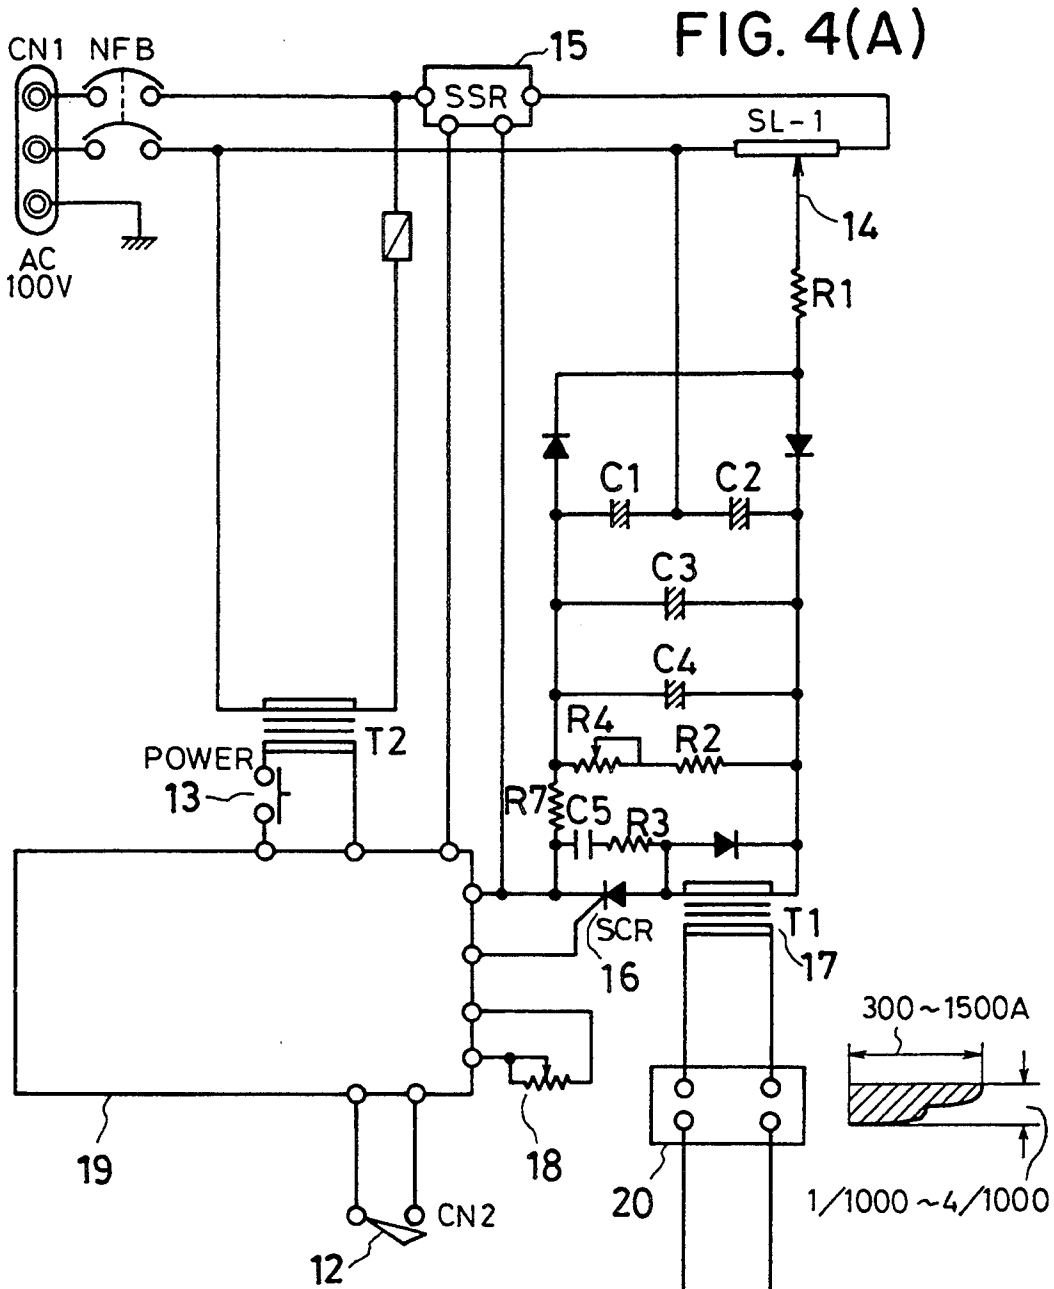 FIG. 4(A)
CN1 NFB
15
SSR
SL-1
14
AC
100V
R1
C1
C2
C3
C4
R4
R2
T2
POWER
13
R7
C5
R3
T1
SCR
16
17
300~1500A
19
18
20
1/1000~4/1000
CN2
12